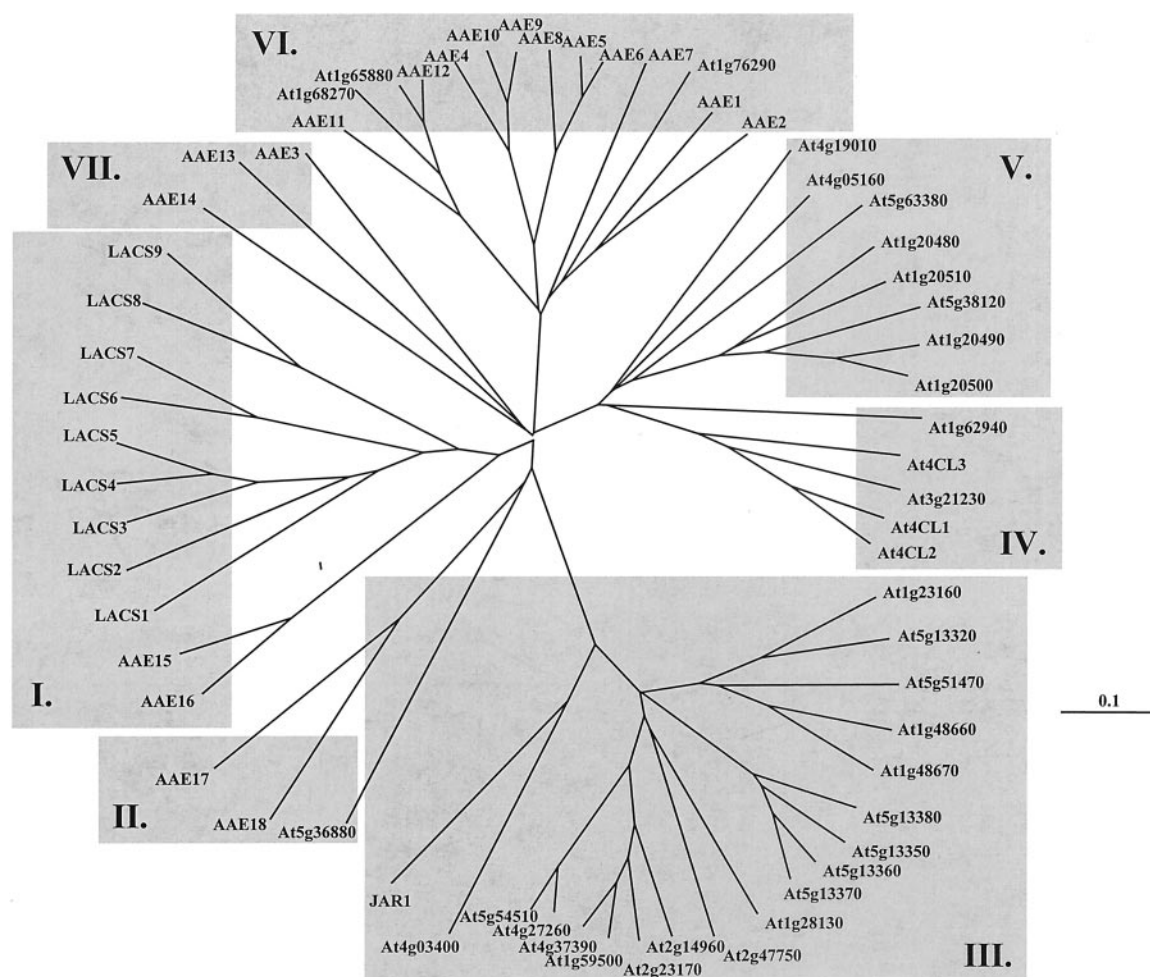 VI.
AAE9
AAE10
AAE8
AAE5
AAE4
AAE6
AAE7
At1g76290
AAE12
At1g65880
At1g68270
AAE11
AAE1
AAE2
VII.
AAE13
AAE3
AAE14
At4g19010
V.
At4g05160
At5g63380
At1g20480
At1g20510
At5g38120
At1g20490
At1g20500
LACS9
LACS8
LACS7
LACS6
LACS5
LACS4
LACS3
LACS2
LACS1
AAE15
AAE16
I.
At1g62940
At4CL3
At3g21230
At4CL1
At4CL2
IV.
AAE17
AAE18
At5g36880
II.
At1g23160
At5g13320
At5g51470
At1g48660
At1g48670
At5g13380
At5g13350
At5g13360
At5g13370
At1g28130
JAR1
At4g03400
At5g54510
At4g27260
At4g37390
At1g59500
At2g23170
At2g14960
At2g47750
III.
0.1